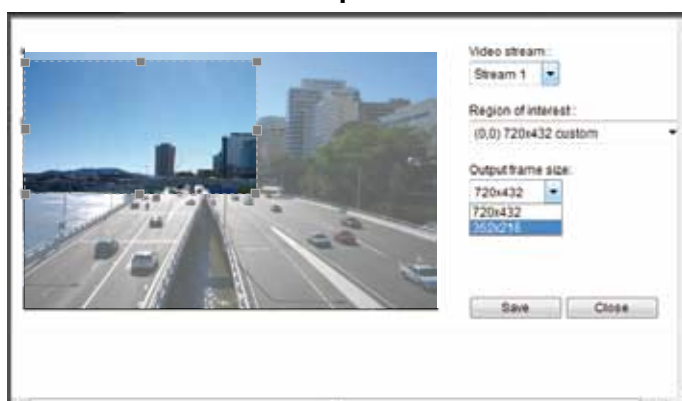 Video stream:
Stream 1
Region of interest:
(0,0) 720x432 custom
Output frame size:
720x432
720x432
352x216
Save
Close